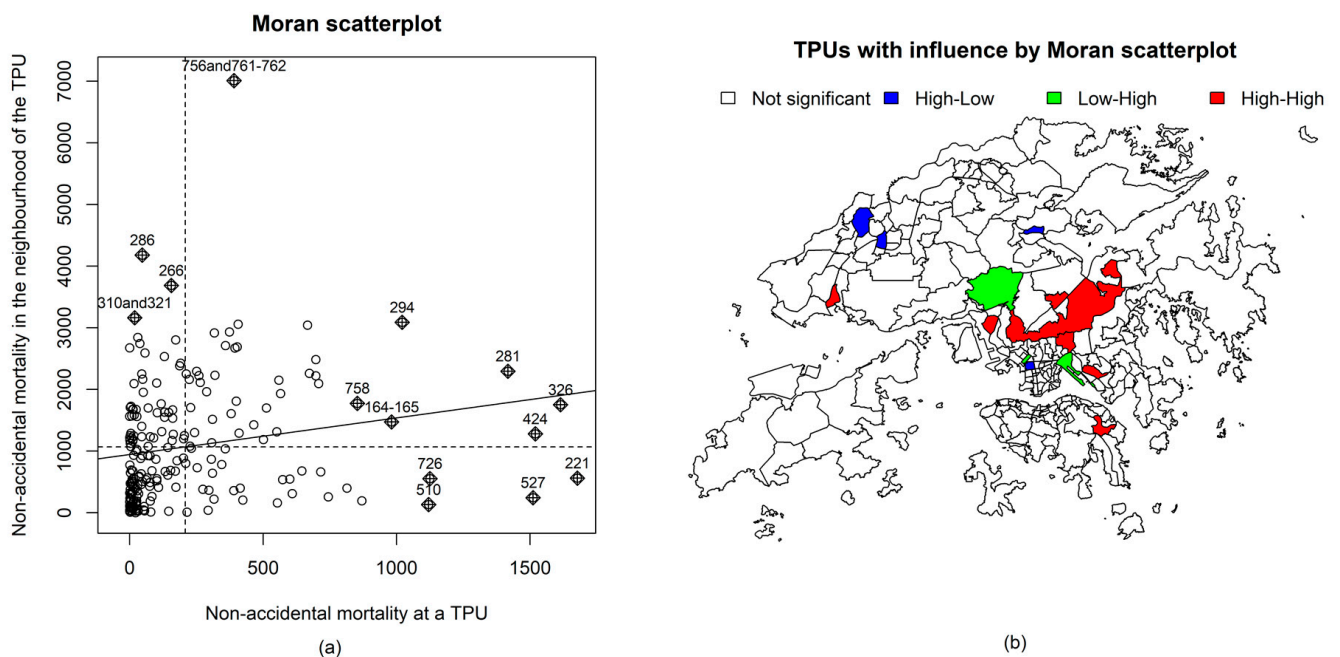 Moran scatterplot
Non-accidental mortality in the neighbourhood of the TPU
7000
6000
5000
4000
3000
2000
1000
0
756and761-762
286
266
310and321
294
281
326
758
164-165
424
726
221
510
527
0 500 1000 1500
Non-accidental mortality at a TPU
(a)
TPUs with influence by Moran scatterplot
Not significant High-Low Low-High High-High
(b)